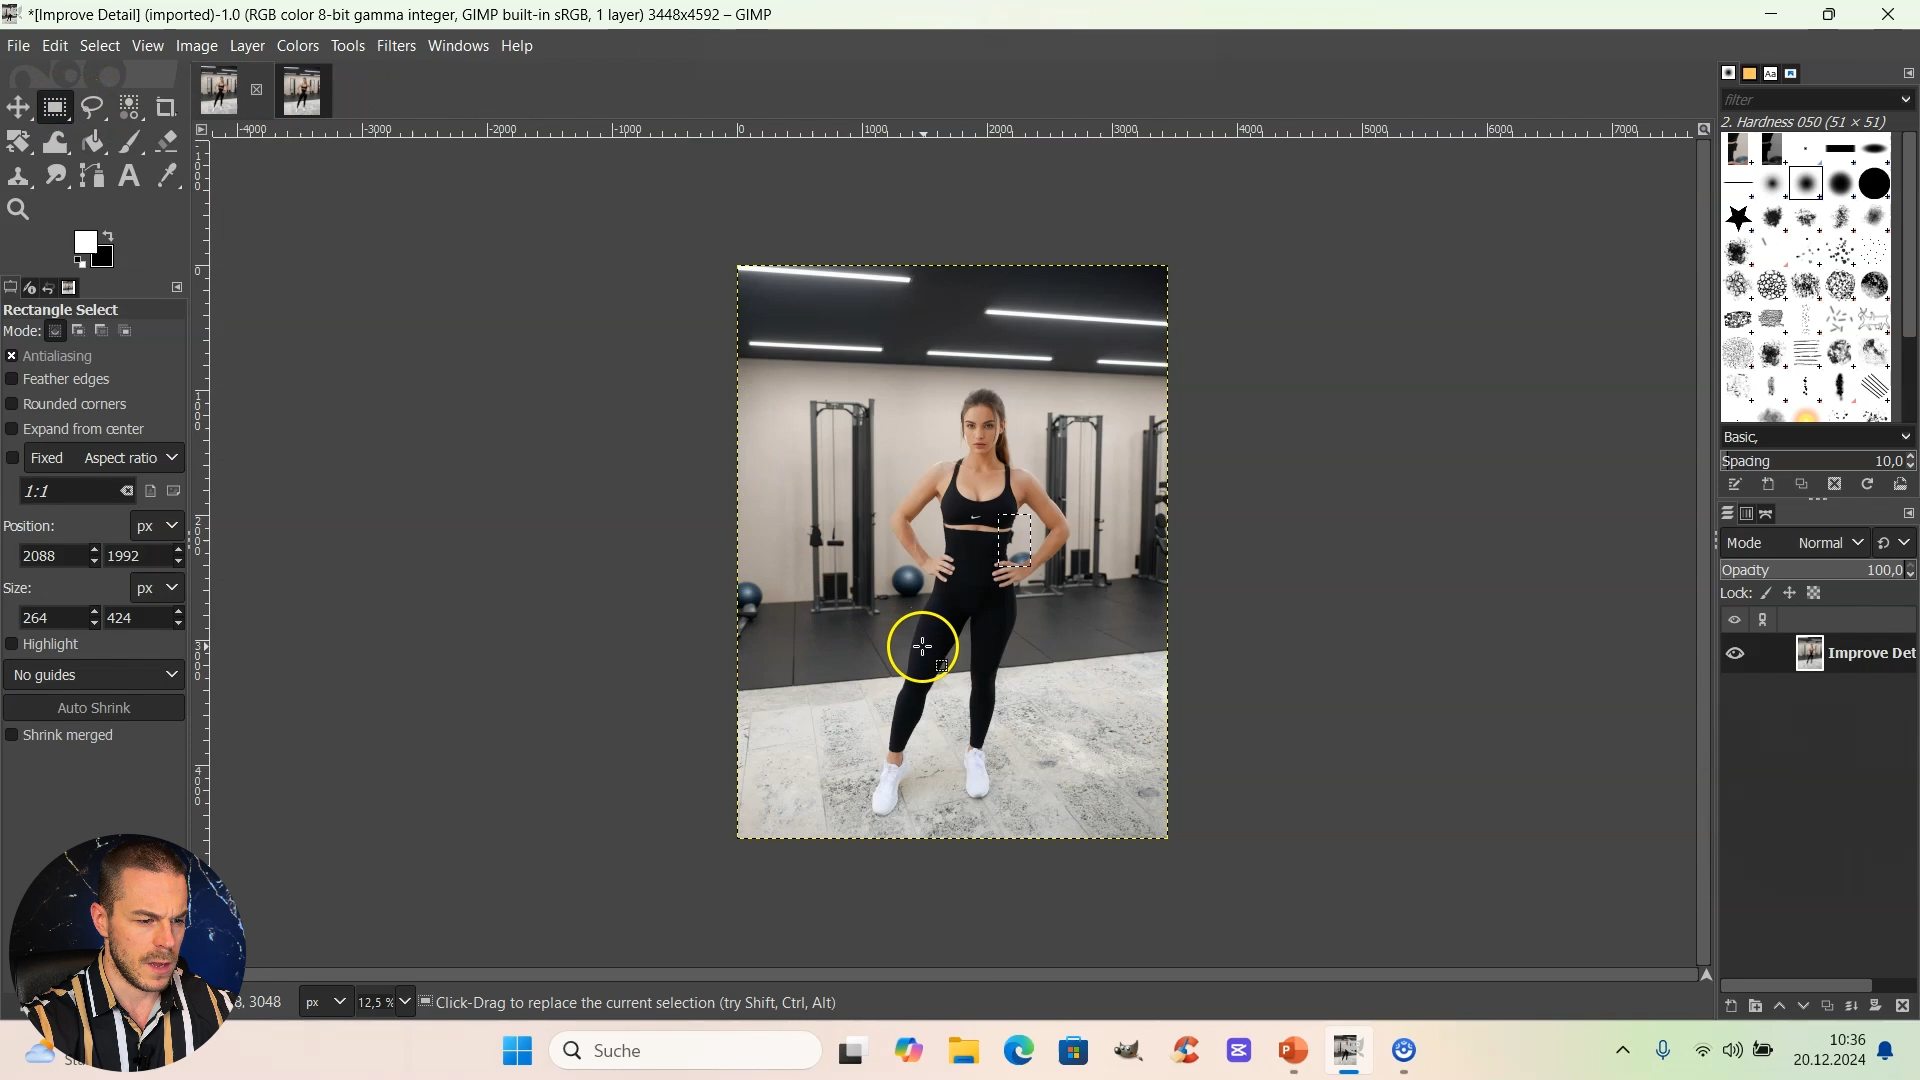 *[Improve Detail] (imported)-1.0 (RGB color 8-bit gamma integer, GIMP built-in sRGB, 1 layer) 3448x4592 – GIMP
File Edit Select View Image Layer Colors Tools Filters Windows Help
filter
-4000 -3000 -2000 -1000 0 1000 2000 3000 4000 5000 6000 7000
2. Hardness 050 (51 × 51)
Rectangle Select
Mode:
Antialiasing
Feather edges
Rounded corners
Expand from center
Fixed Aspect ratio
1:1
Position: px
2088 1992
Size: px
264 424
Highlight
No guides
Auto Shrink
Shrink merged
Basic,
Spacing 10,0
Mode Normal
Opacity 100,0
Lock:
Improve Det
3048 px 12,5 % Click-Drag to replace the current selection (try Shift, Ctrl, Alt)
Suche
10:36
20.12.2024